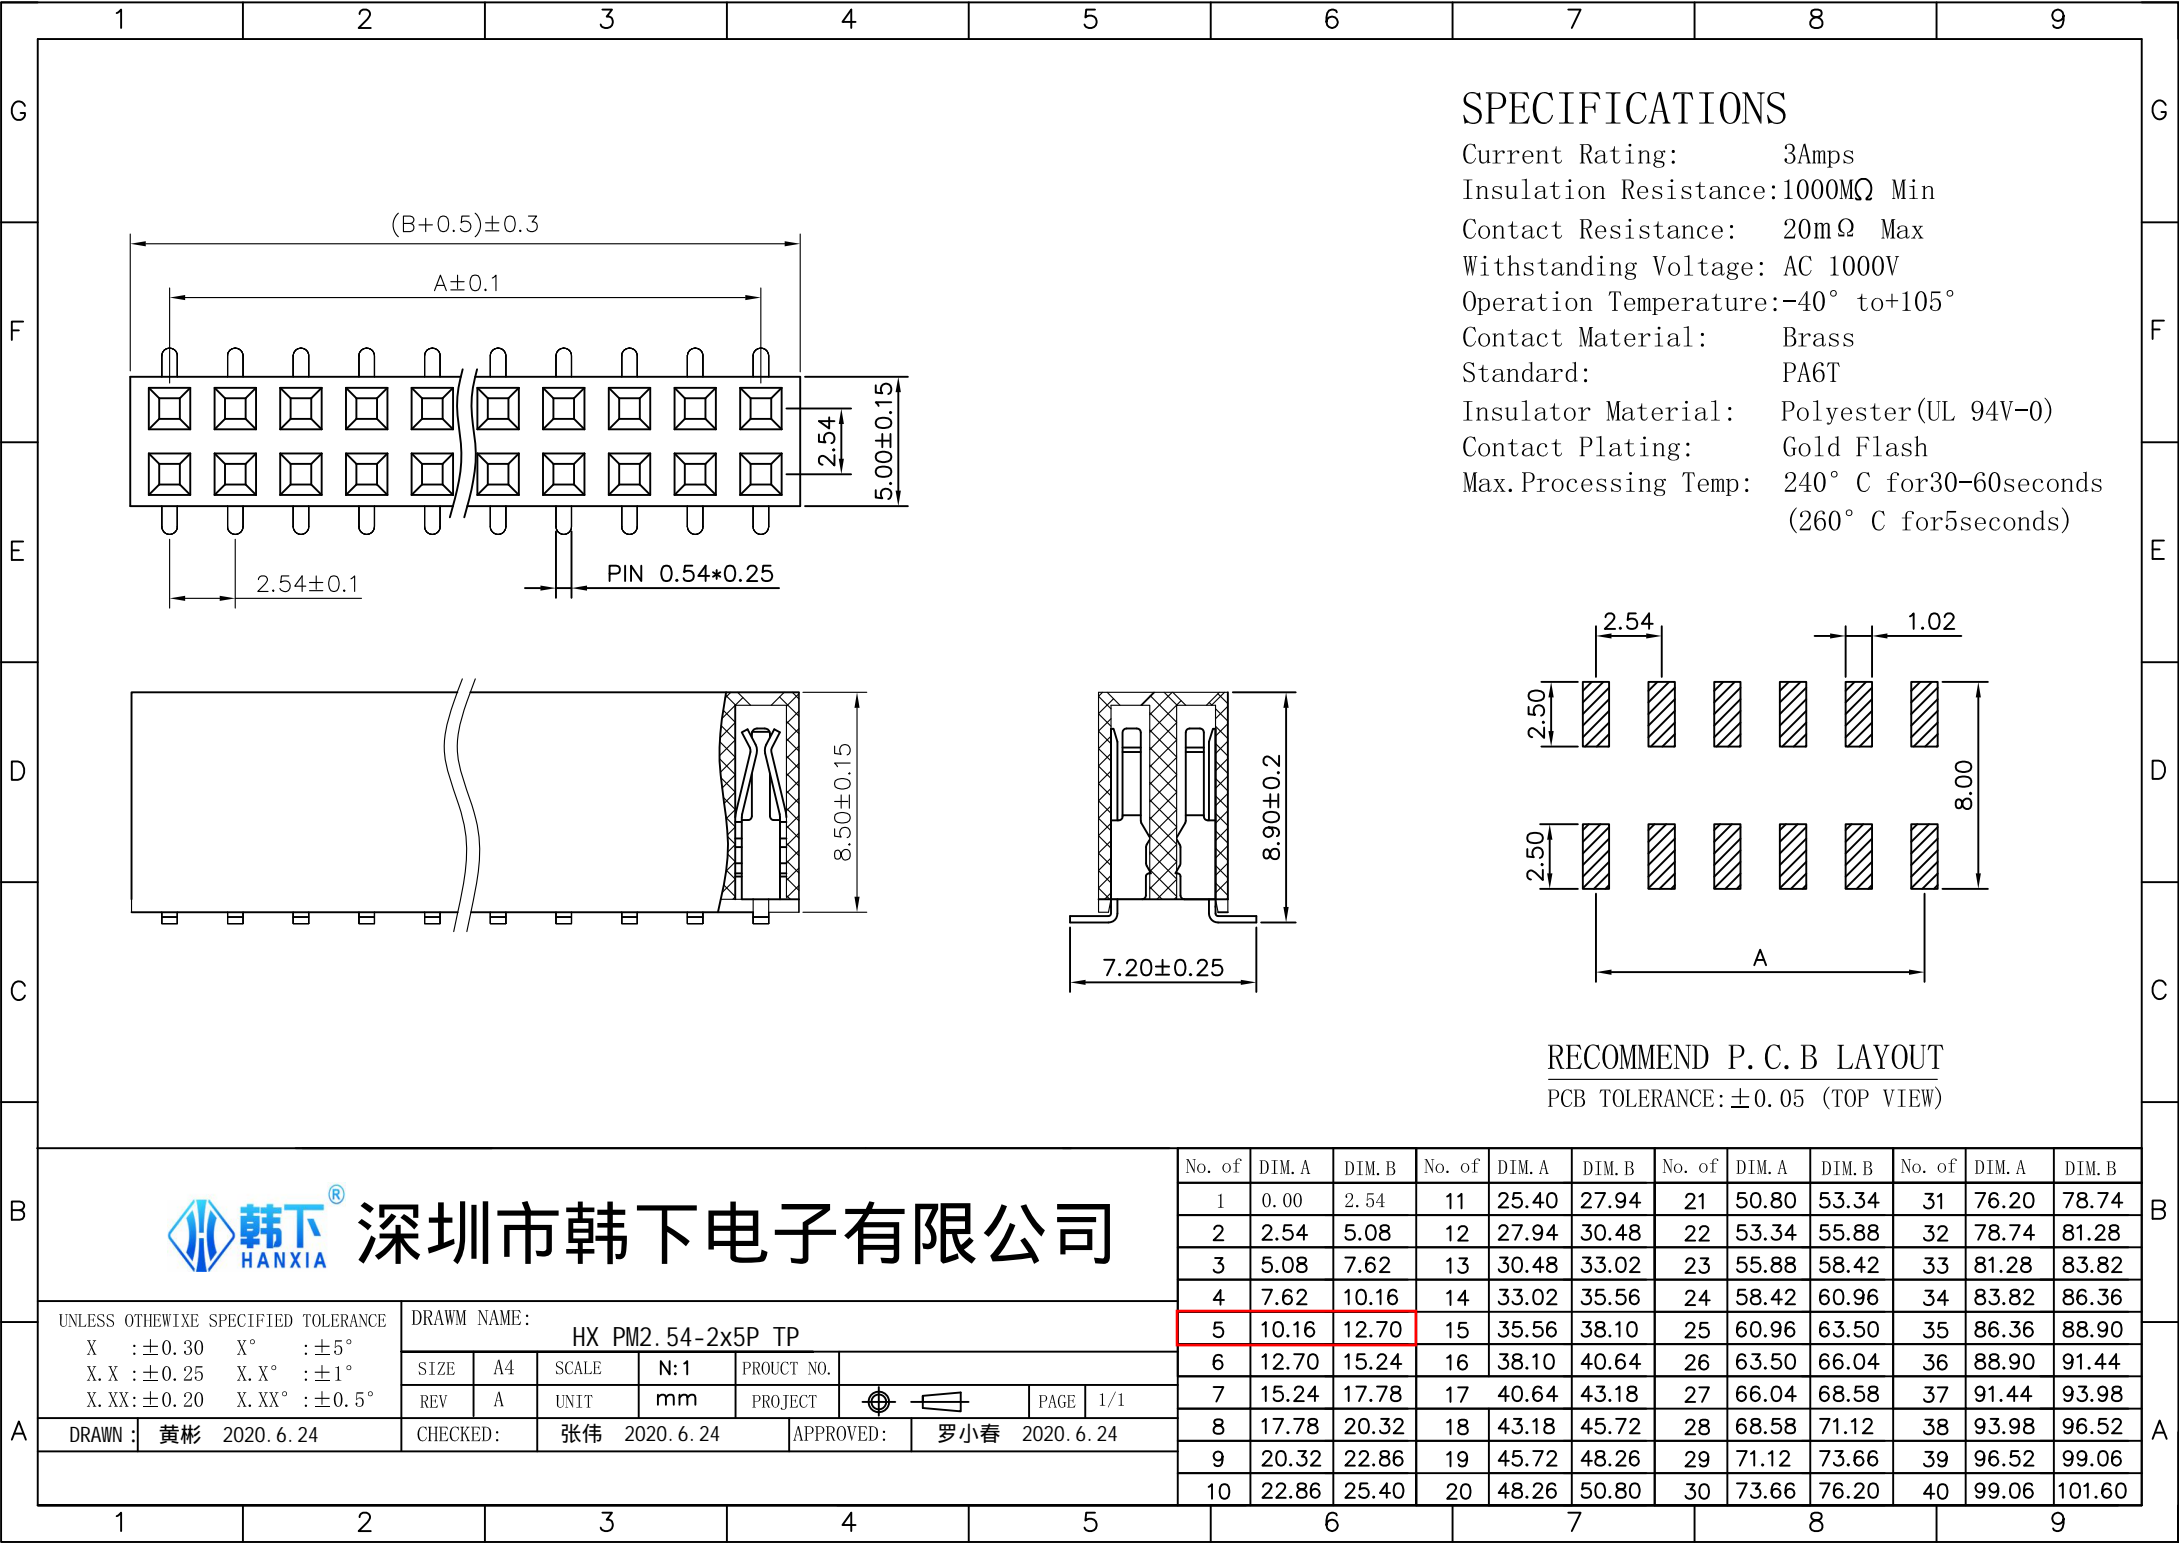 1 2 3 4 5 6 7 8 9
G G
F F
E E
D D
C C
B B
A A
SPECIFICATIONS
Current Rating: 3Amps
Insulation Resistance:1000MΩ Min
Contact Resistance: 20mΩ Max
Withstanding Voltage: AC 1000V
Operation Temperature:-40° to+105°
Contact Material: Brass
Standard: PA6T
Insulator Material: Polyester(UL 94V-0)
Contact Plating: Gold Flash
Max.Processing Temp: 240° C for30-60seconds
(260° C for5seconds)
(B+0.5)±0.3
A±0.1
2.54
5.00±0.15
2.54±0.1
PIN 0.54*0.25
8.50±0.15
8.90±0.2
7.20±0.25
2.54
1.02
2.50
2.50
8.00
A
RECOMMEND P.C.B LAYOUT
PCB TOLERANCE:±0.05 (TOP VIEW)
韩下®
HANXIA
深圳市韩下电子有限公司
UNLESS OTHEWIXE SPECIFIED TOLERANCE
X :±0.30 X° :±5°
X.X :±0.25 X.X° :±1°
X.XX:±0.20 X.XX° :±0.5°
DRAWM NAME:
HX PM2.54-2x5P TP
SIZE A4 SCALE N:1 PROUCT NO.
REV A UNIT mm PROJECT PAGE 1/1
DRAWN: 黄彬 2020.6.24 CHECKED: 张伟 2020.6.24 APPROVED: 罗小春 2020.6.24
No. of DIM.A DIM.B No. of DIM.A DIM.B No. of DIM.A DIM.B No. of DIM.A DIM.B
1 0.00 2.54 11 25.40 27.94 21 50.80 53.34 31 76.20 78.74
2 2.54 5.08 12 27.94 30.48 22 53.34 55.88 32 78.74 81.28
3 5.08 7.62 13 30.48 33.02 23 55.88 58.42 33 81.28 83.82
4 7.62 10.16 14 33.02 35.56 24 58.42 60.96 34 83.82 86.36
5 10.16 12.70 15 35.56 38.10 25 60.96 63.50 35 86.36 88.90
6 12.70 15.24 16 38.10 40.64 26 63.50 66.04 36 88.90 91.44
7 15.24 17.78 17 40.64 43.18 27 66.04 68.58 37 91.44 93.98
8 17.78 20.32 18 43.18 45.72 28 68.58 71.12 38 93.98 96.52
9 20.32 22.86 19 45.72 48.26 29 71.12 73.66 39 96.52 99.06
10 22.86 25.40 20 48.26 50.80 30 73.66 76.20 40 99.06 101.60
1 2 3 4 5 6 7 8 9